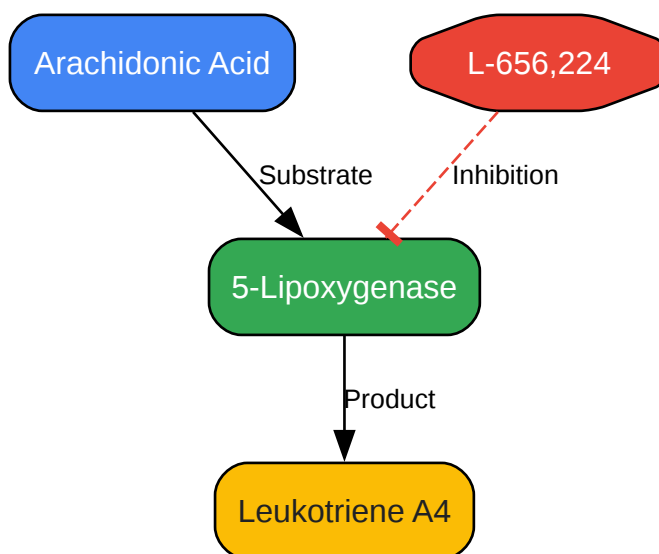 Arachidonic Acid
L-656,224
Substrate
Inhibition
5-Lipoxygenase
Product
Leukotriene A4